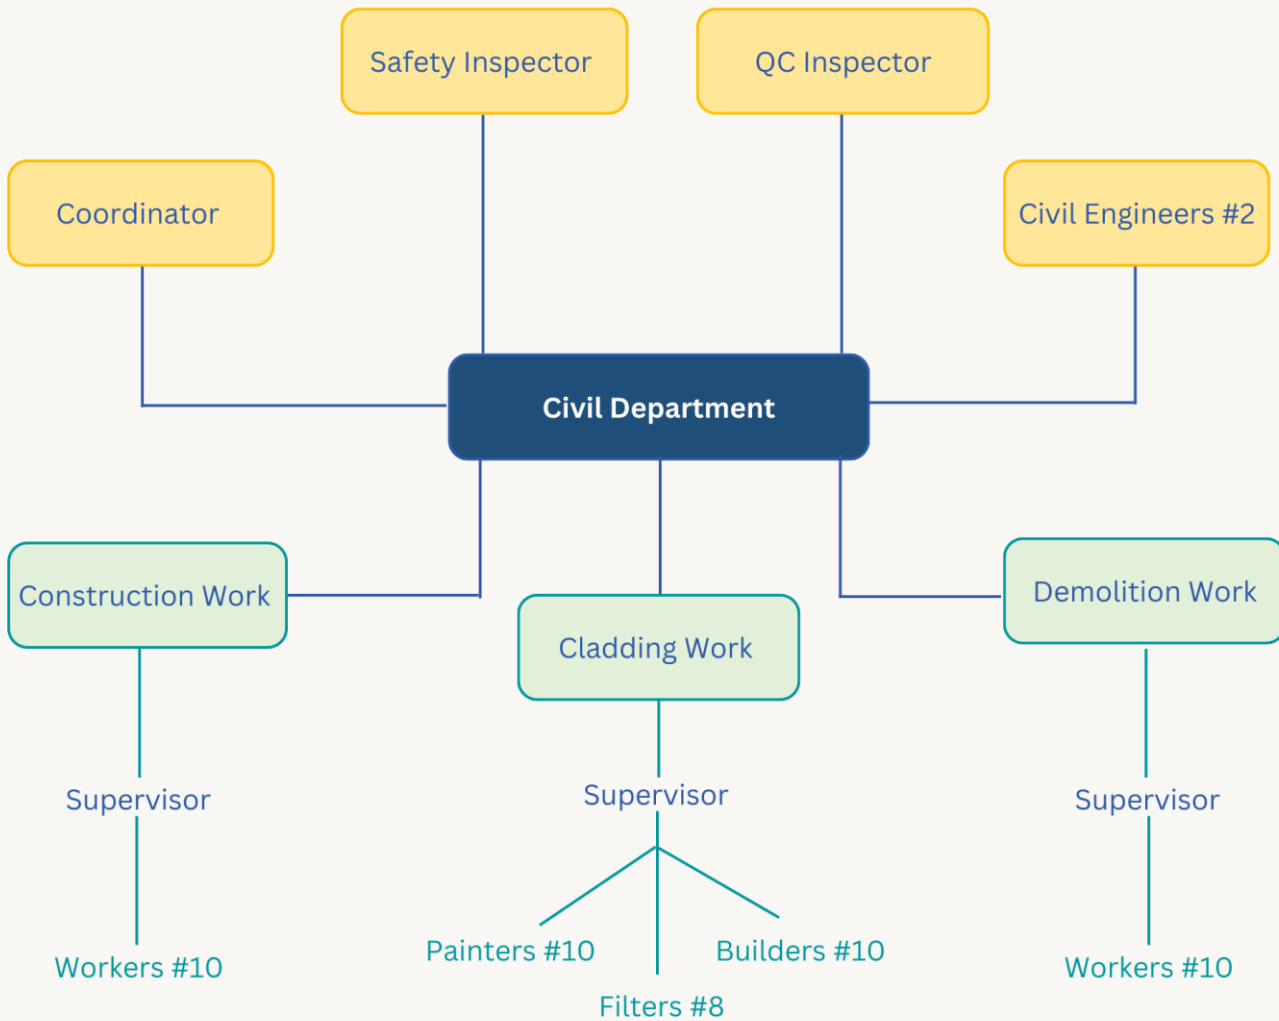 Safety Inspector
QC Inspector
Coordinator
Civil Engineers #2
Civil Department
Construction Work
Cladding Work
Demolition Work
Supervisor
Supervisor
Supervisor
Workers #10
Painters #10
Filters #8
Builders #10
Workers #10